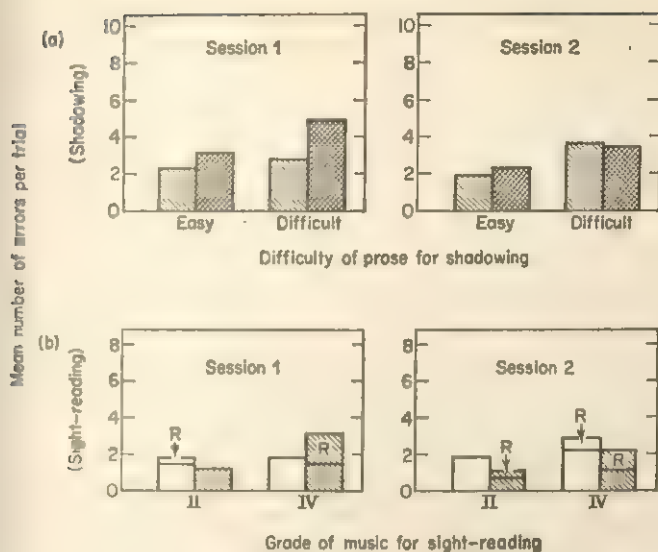 Mean number of errors per trial
(a)
(Shadowing)
10
8
6
4
2
0
Session 1
Easy
Difficult
10
8
6
4
2
0
Session 2
Easy
Difficult
Difficulty of prose for shadowing
(b)
(Sight-reading)
8
6
4
2
0
Session 1
R
R
II
IV
8
6
4
2
0
Session 2
R
R
R
II
IV
Grade of music for sight-reading